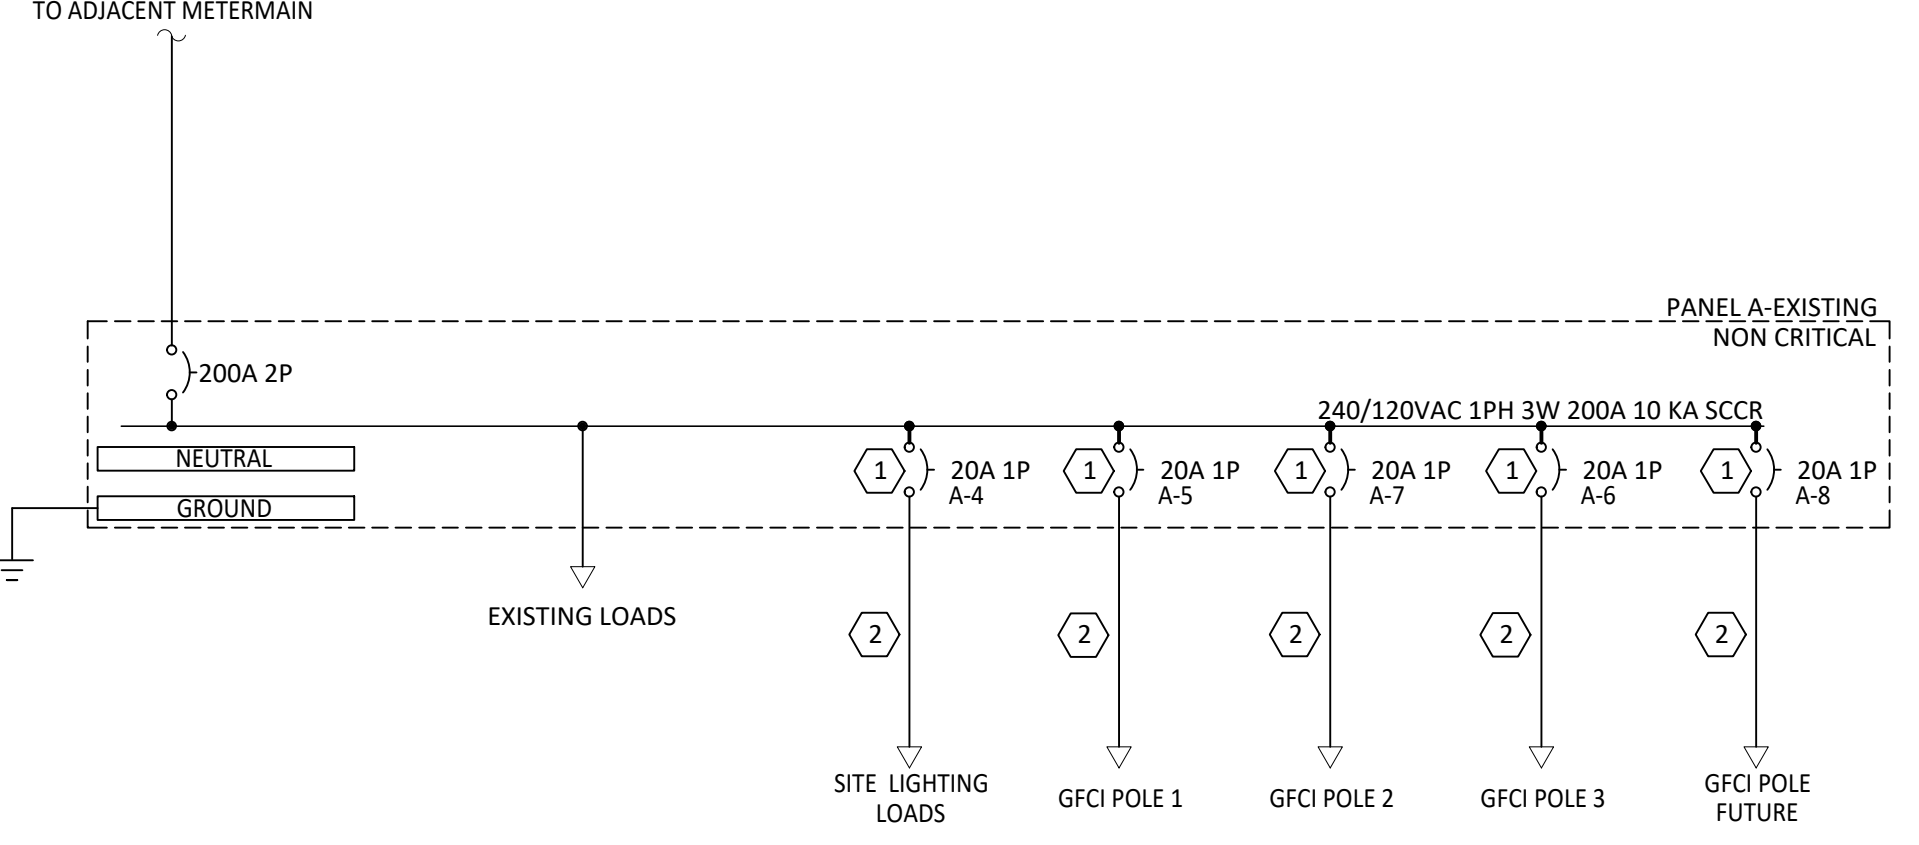 TO ADJACENT METERMAIN
PANEL A-EXISTING
NON CRITICAL
200A 2P
240/120VAC 1PH 3W 200A 10 KA SCCR
NEUTRAL
GROUND
1
20A 1P
A-4
1
20A 1P
A-5
1
20A 1P
A-7
1
20A 1P
A-6
1
20A 1P
A-8
EXISTING LOADS
2
2
2
2
2
SITE LIGHTING
LOADS
GFCI POLE 1
GFCI POLE 2
GFCI POLE 3
GFCI POLE
FUTURE